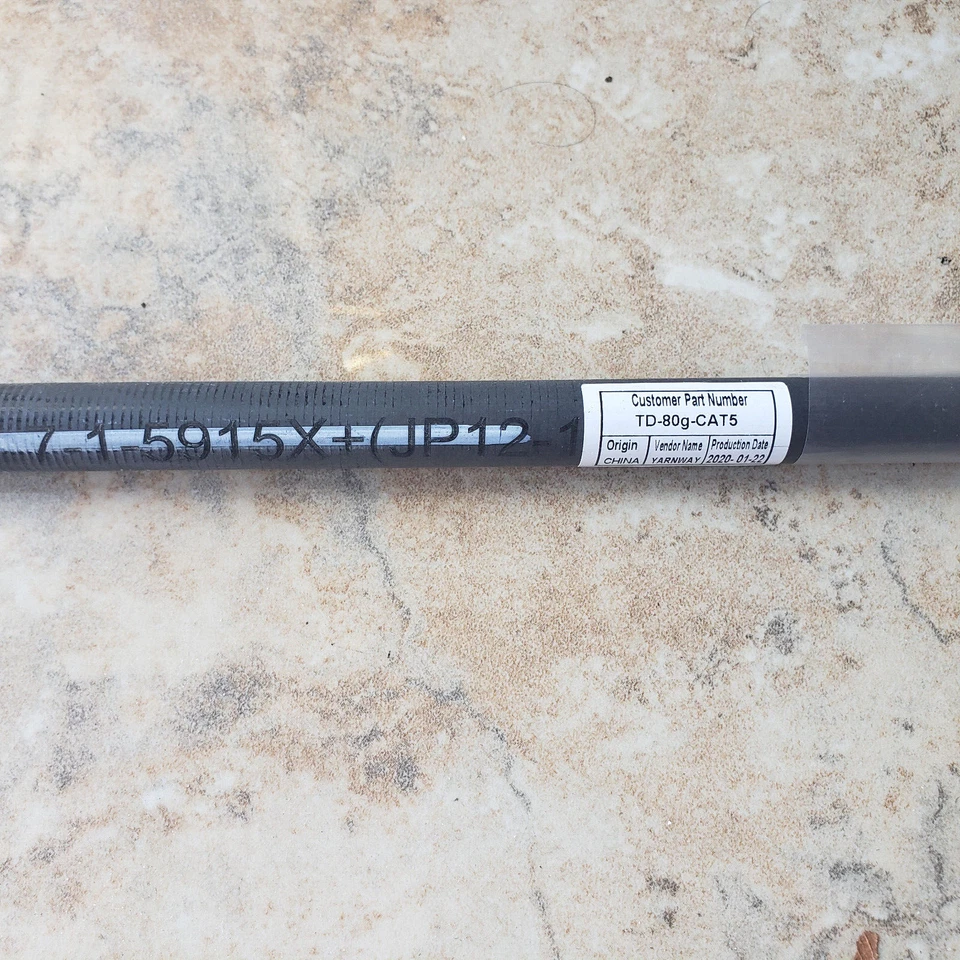 7-1.5915X+(JP12-1
Customer Part Number
TD-80g-CAT5
Origin Vendor Name Production Date
CHINA YARNWAY 2020-01-22